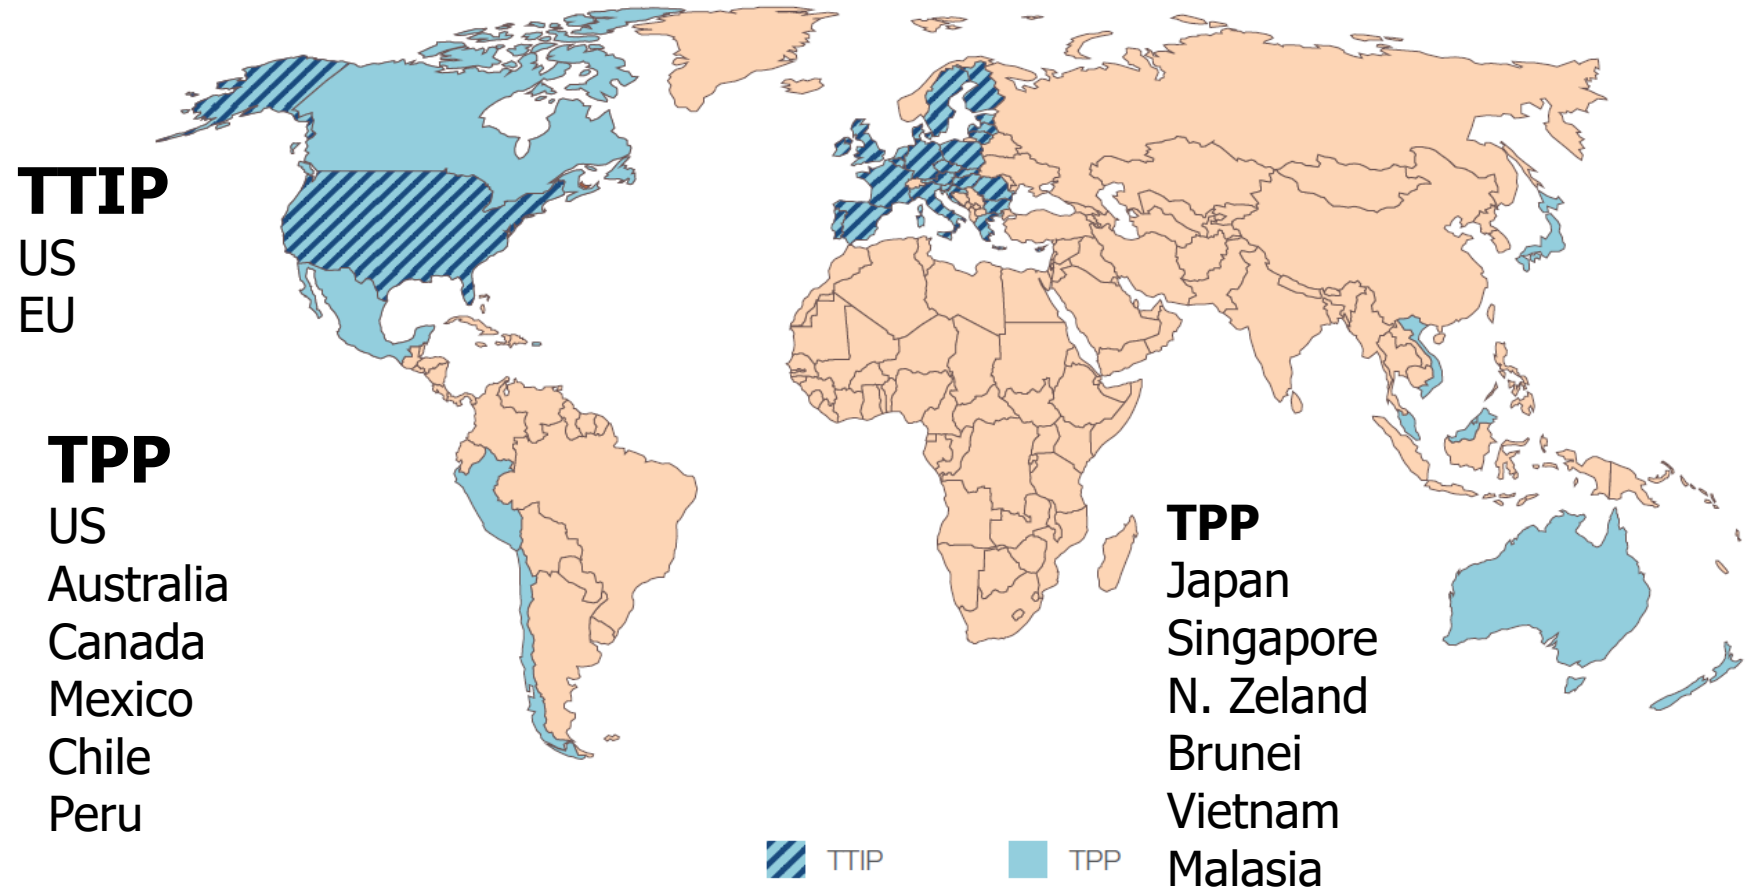 TTIP
US
EU
TPP
US
Australia
Canada
Mexico
Chile
Peru
TPP
Japan
Singapore
N. Zeland
Brunei
Vietnam
Malasia
TTIP
TPP